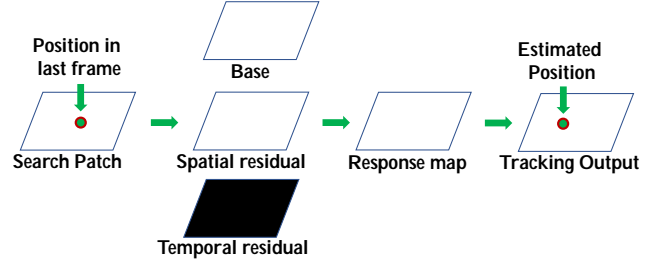 Position in
last frame
Base
Estimated
Position
Search Patch
Spatial residual
Response map
Tracking Output
Temporal residual